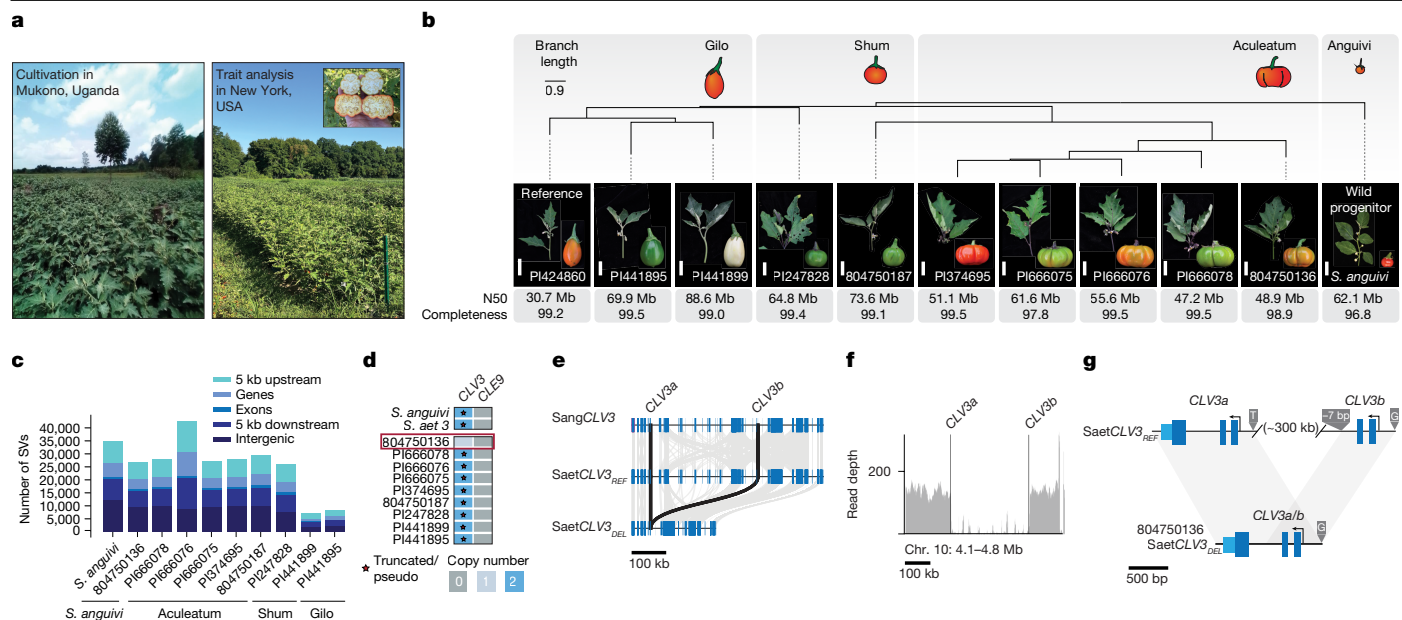 a
Cultivation in
Mukono, Uganda
Trait analysis
in New York,
USA
b
Branch
length
0.9
Gilo
Shum
Aculeatum
Anguivi
Reference
Wild
progenitor
PI424860
PI441895
PI441899
PI247828
804750187
PI374695
PI666075
PI666076
PI666078
804750136
S. anguivi
N50
30.7 Mb
69.9 Mb
88.6 Mb
64.8 Mb
73.6 Mb
51.1 Mb
61.6 Mb
55.6 Mb
47.2 Mb
48.9 Mb
62.1 Mb
Completeness
99.2
99.5
99.0
99.4
99.1
99.5
97.8
99.5
99.5
98.9
96.8
c
5 kb upstream
Genes
Exons
5 kb downstream
Intergenic
Number of SVs
40,000
35,000
30,000
25,000
20,000
15,000
10,000
5,000
0
S. anguivi
804750136
PI666078
PI666076
PI666075
PI374695
804750187
PI247828
PI441899
PI441895
S. anguivi
Aculeatum
Shum
Gilo
d
CLV3
CLE9
S. anguivi
S. aet 3
804750136
PI666078
PI666076
PI666075
PI374695
804750187
PI247828
PI441899
PI441895
Truncated/
pseudo
Copy number
0
1
2
e
CLV3a
CLV3b
SangCLV3
SaetCLV3REF
SaetCLV3DEL
100 kb
f
CLV3a
CLV3b
Read depth
200
Chr. 10: 4.1–4.8 Mb
100 kb
g
CLV3a
T
(~300 kb)
~7 bp
CLV3b
G
SaetCLV3REF
CLV3a/b
G
804750136
SaetCLV3DEL
500 bp